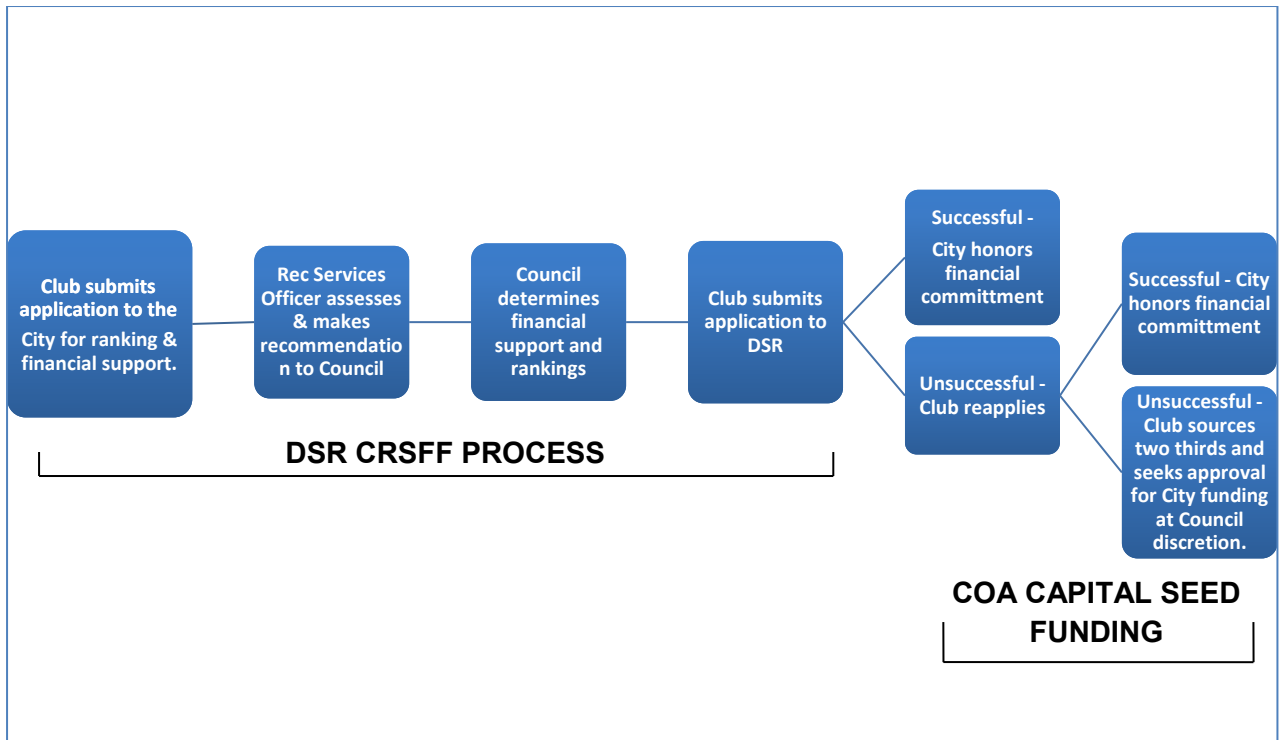 Club submits
application to the
City for ranking &
financial support.
Rec Services
Officer assesses
& makes
recommendatio
n to Council
Council
determines
financial
support and
rankings
Club submits
application to
DSR
Successful -
City honors
financial
committment
Unsuccessful -
Club reapplies
Successful - City
honors financial
committment
Unsuccessful -
Club sources
two thirds and
seeks approval
for City funding
at Council
discretion.
DSR CRSFF PROCESS
COA CAPITAL SEED
FUNDING